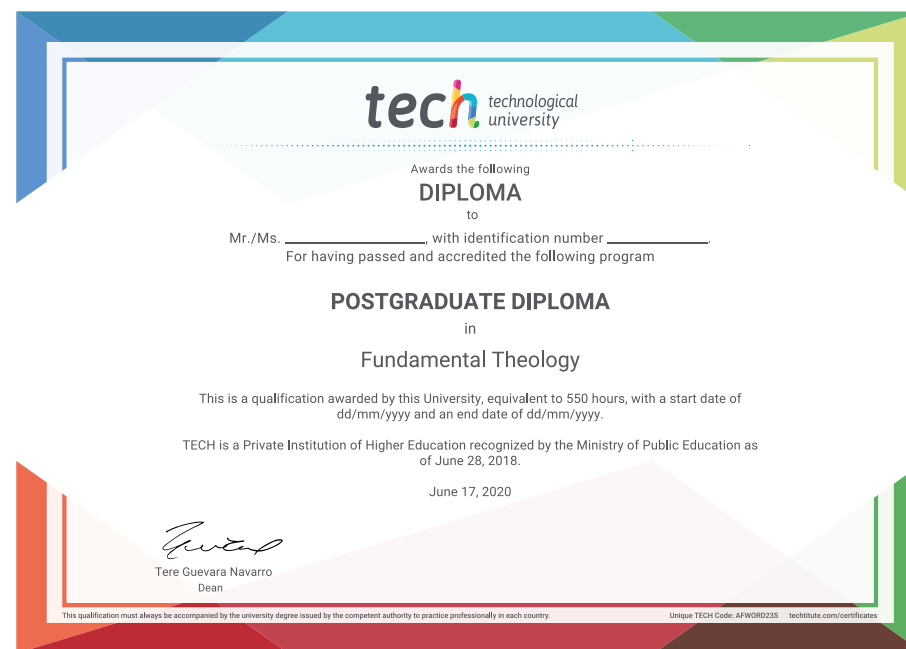 tech technological
university
Awards the following
DIPLOMA
to
Mr./Ms. ____________________, with identification number ______________.
For having passed and accredited the following program
POSTGRADUATE DIPLOMA
in
Fundamental Theology
This is a qualification awarded by this University, equivalent to 550 hours, with a start date of
dd/mm/yyyy and an end date of dd/mm/yyyy.
TECH is a Private Institution of Higher Education recognized by the Ministry of Public Education as
of June 28, 2018.
June 17, 2020
Tere Guevara Navarro
Dean
This qualification must always be accompanied by the university degree issued by the competent authority to practice professionally in each country.
Unique TECH Code: AFWORD23S techtitute.com/certificates